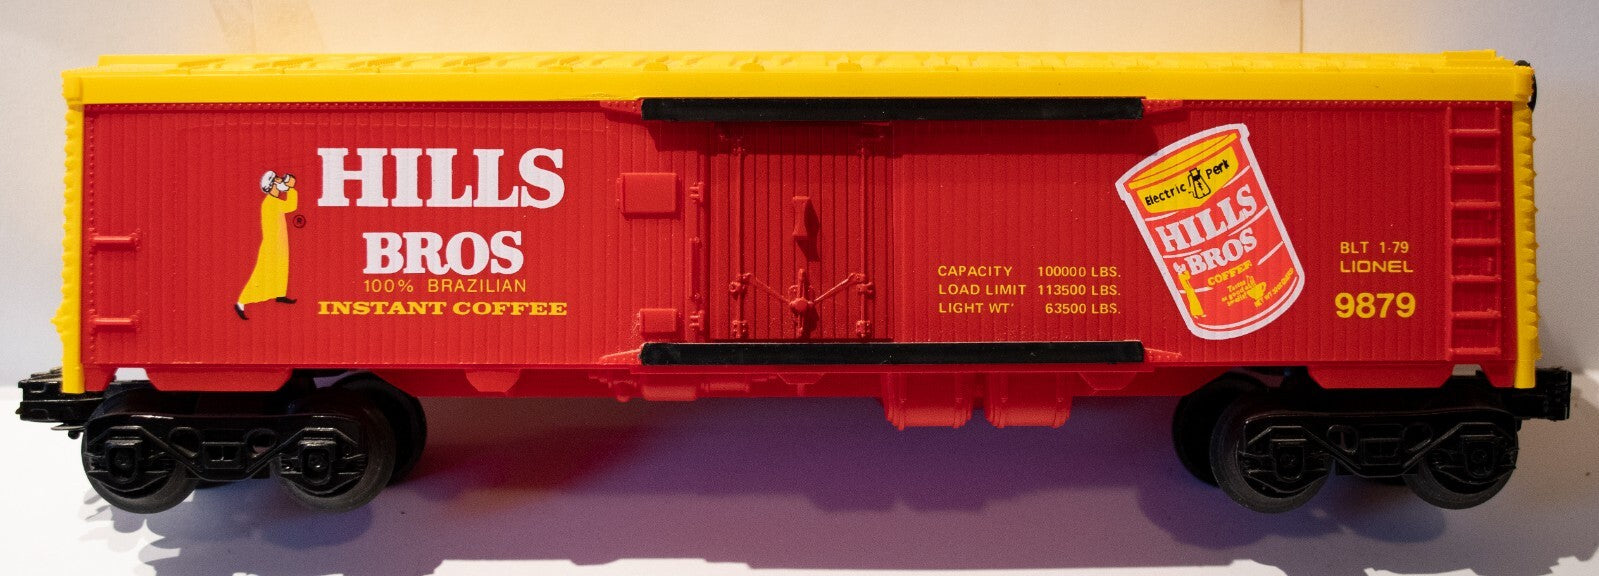 HILLS
BROS
®
100% BRAZILIAN
INSTANT COFFEE
CAPACITY 100000 LBS.
LOAD LIMIT 113500 LBS.
LIGHT WT' 63500 LBS.
Electric Perk
HILLS
BROS
COFFEE
BLT 1-79
LIONEL
9879